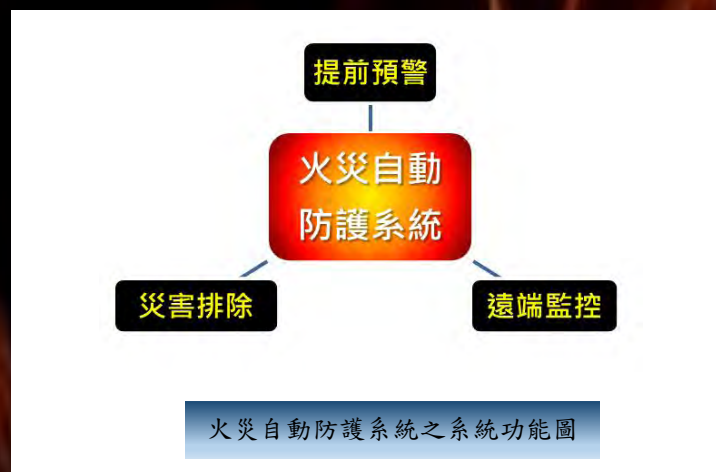 提前預警
火災自動
防護系統
災害排除
遠端監控
火災自動防護系統之系統功能圖